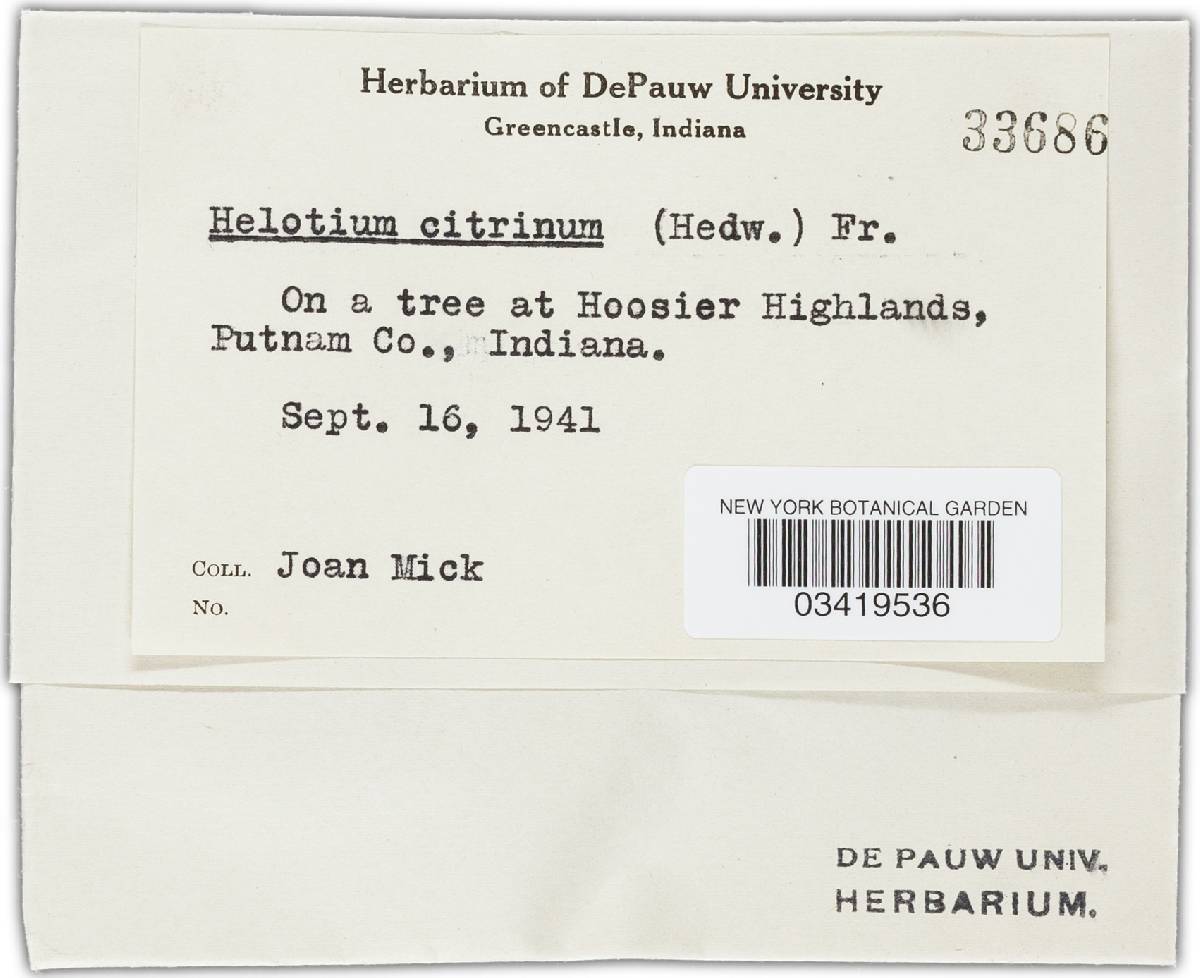 Herbarium of DePauw University
Greencastle, Indiana
33686
Helotium citrinum (Hedw.) Fr.
On a tree at Hoosier Highlands,
Putnam Co., Indiana.
Sept. 16, 1941
NEW YORK BOTANICAL GARDEN
03419536
COLL. Joan Mick
No.
DE PAUW UNIV.
HERBARIUM.